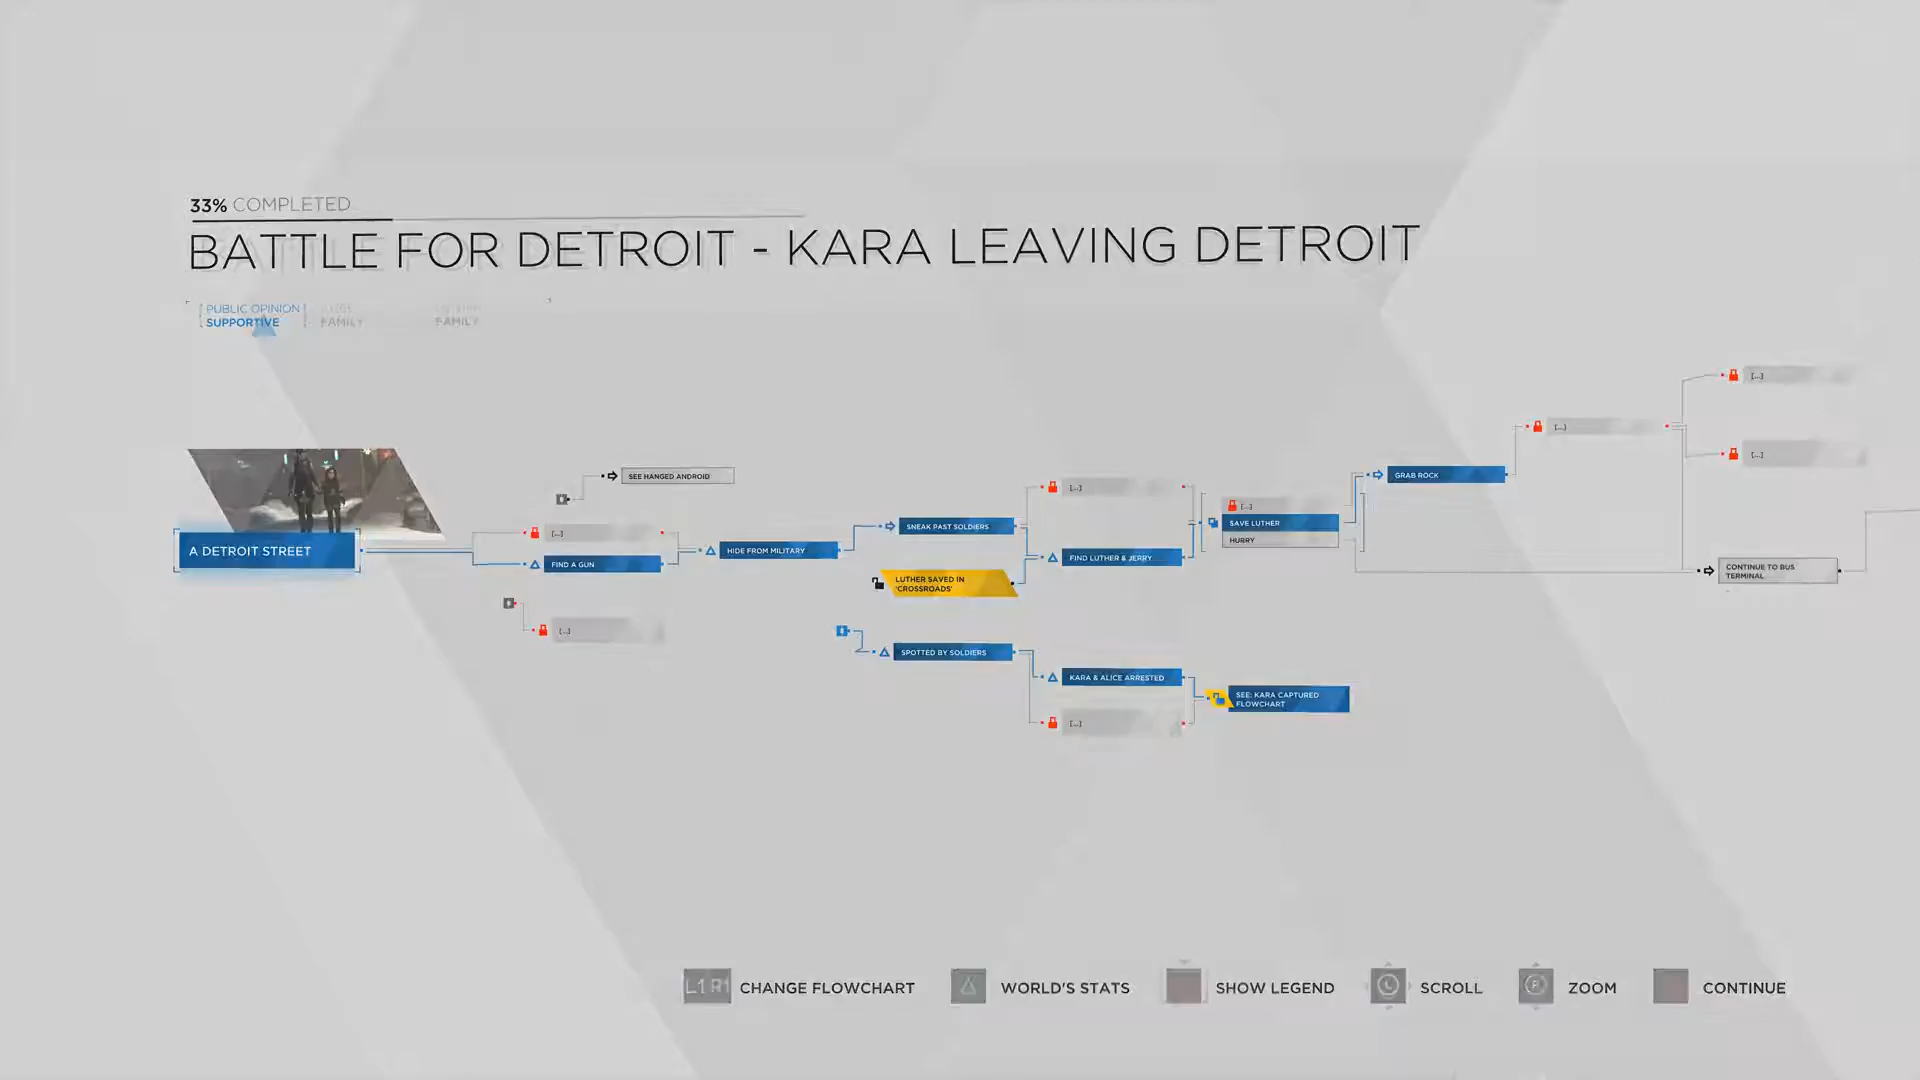 33% COMPLETED
BATTLE FOR DETROIT - KARA LEAVING DETROIT
PUBLIC OPINION
SUPPORTIVE
FAMILY
FAMILY
[...]
[...]
[...]
GRAB ROCK
SEE HANGED ANDROID
[...]
[...]
SAVE LUTHER
HURRY
SNEAK PAST SOLDIERS
[...]
A DETROIT STREET
HIDE FROM MILITARY
FIND LUTHER & JERRY
FIND A GUN
CONTINUE TO BUS
TERMINAL
LUTHER SAVED IN
'CROSSROADS'
[...]
SPOTTED BY SOLDIERS
KARA & ALICE ARRESTED
SEE: KARA CAPTURED
FLOWCHART
[...]
L1 R1 CHANGE FLOWCHART
WORLD'S STATS
SHOW LEGEND
L SCROLL
R ZOOM
CONTINUE